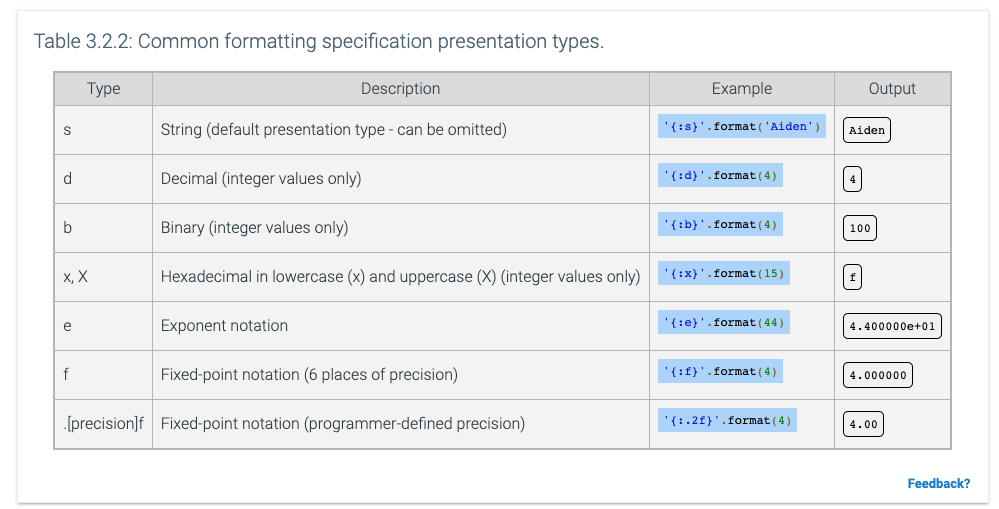 Table 3.2.2: Common formatting specification presentation types.
Type Description Example Output
s String (default presentation type - can be omitted) '{:s}'.format('Aiden') Aiden
d Decimal (integer values only) '{:d}'.format(4) 4
b Binary (integer values only) '{:b}'.format(4) 100
x, X Hexadecimal in lowercase (x) and uppercase (X) (integer values only) '{:x}'.format(15) f
e Exponent notation '{:e}'.format(44) 4.400000e+01
f Fixed-point notation (6 places of precision) '{:f}'.format(4) 4.000000
.[precision]f Fixed-point notation (programmer-defined precision) '{:.2f}'.format(4) 4.00
Feedback?